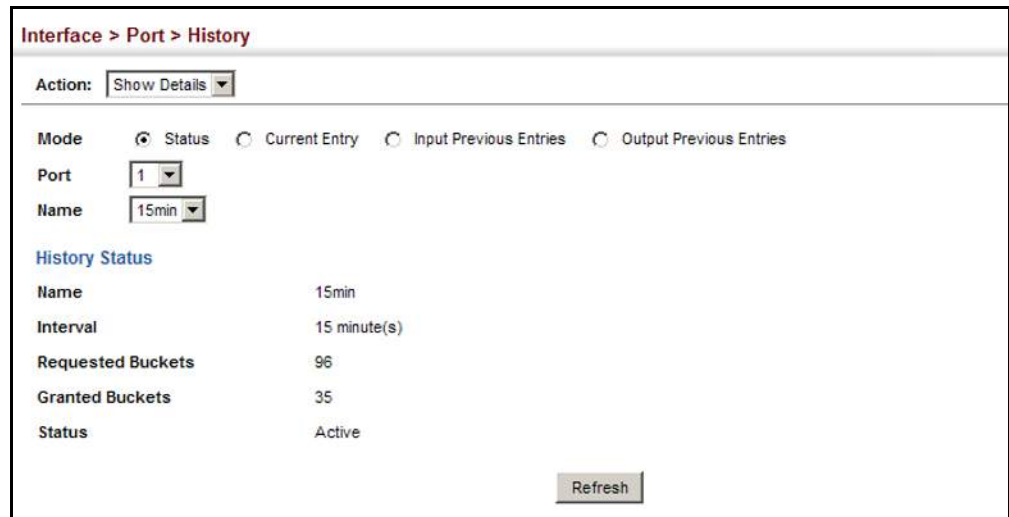 Interface > Port > History
Action: Show Details
Mode Status Current Entry Input Previous Entries Output Previous Entries
Port 1
Name 15min
History Status
Name 15min
Interval 15 minute(s)
Requested Buckets 96
Granted Buckets 35
Status Active
Refresh